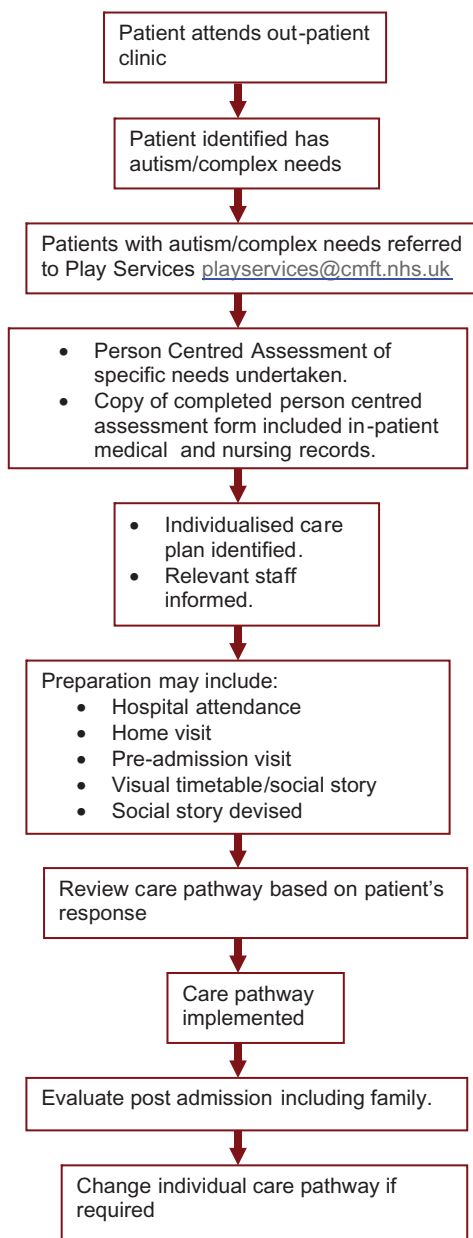 Patient attends out-patient
clinic
Patient identified has
autism/complex needs
Patients with autism/complex needs referred
to Play Services playservices@cmft.nhs.uk
• Person Centred Assessment of
specific needs undertaken.
• Copy of completed person centred
assessment form included in-patient
medical and nursing records.
• Individualised care
plan identified.
• Relevant staff
informed.
Preparation may include:
• Hospital attendance
• Home visit
• Pre-admission visit
• Visual timetable/social story
• Social story devised
Review care pathway based on patient's
response
Care pathway
implemented
Evaluate post admission including family.
Change individual care pathway if
required